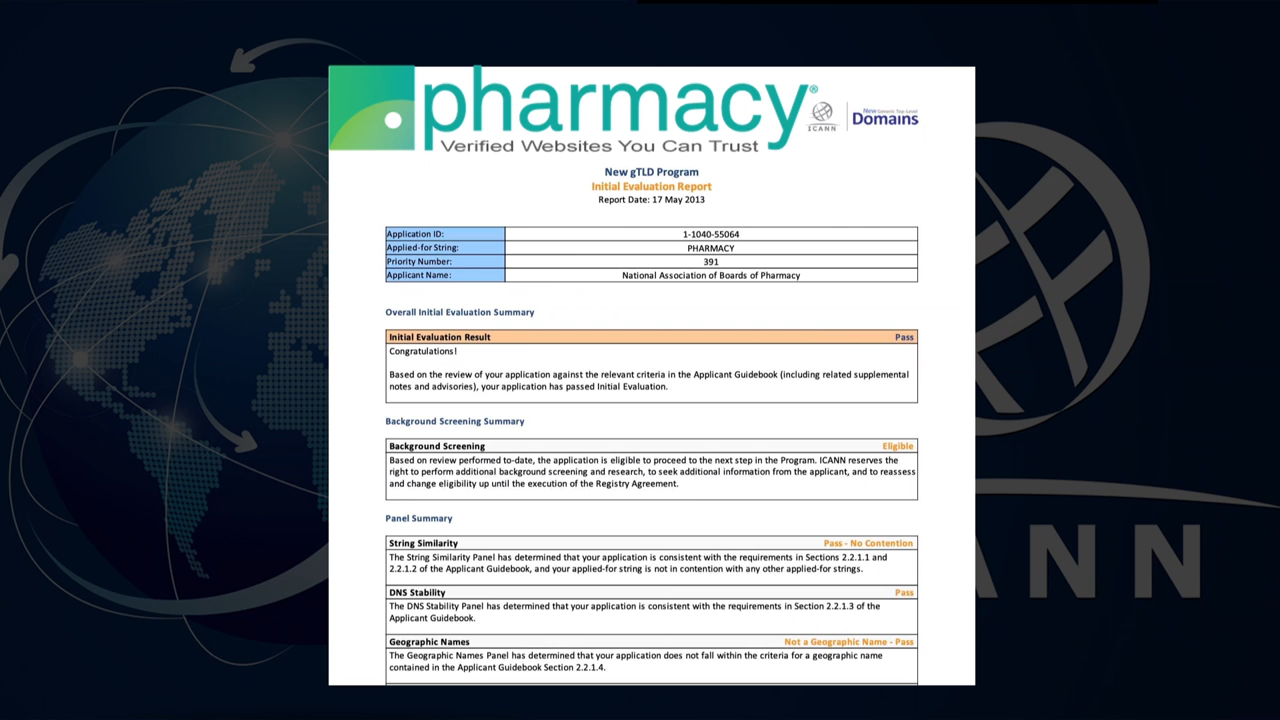 .pharmacy®
Verified Websites You Can Trust
ICANN
New Generic Top-Level
Domains
New gTLD Program
Initial Evaluation Report
Report Date: 17 May 2013
Application ID: 1-1040-55064
Applied-for String: PHARMACY
Priority Number: 391
Applicant Name: National Association of Boards of Pharmacy
Overall Initial Evaluation Summary
Initial Evaluation Result Pass
Congratulations!
Based on the review of your application against the relevant criteria in the Applicant Guidebook (including related supplemental
notes and advisories), your application has passed Initial Evaluation.
Background Screening Summary
Background Screening Eligible
Based on review performed to-date, the application is eligible to proceed to the next step in the Program. ICANN reserves the
right to perform additional background screening and research, to seek additional information from the applicant, and to reassess
and change eligibility up until the execution of the Registry Agreement.
Panel Summary
String Similarity Pass - No Contention
The String Similarity Panel has determined that your application is consistent with the requirements in Sections 2.2.1.1 and
2.2.1.2 of the Applicant Guidebook, and your applied-for string is not in contention with any other applied-for strings.
DNS Stability Pass
The DNS Stability Panel has determined that your application is consistent with the requirements in Section 2.2.1.3 of the
Applicant Guidebook.
Geographic Names Not a Geographic Name - Pass
The Geographic Names Panel has determined that your application does not fall within the criteria for a geographic name
contained in the Applicant Guidebook Section 2.2.1.4.
ANN